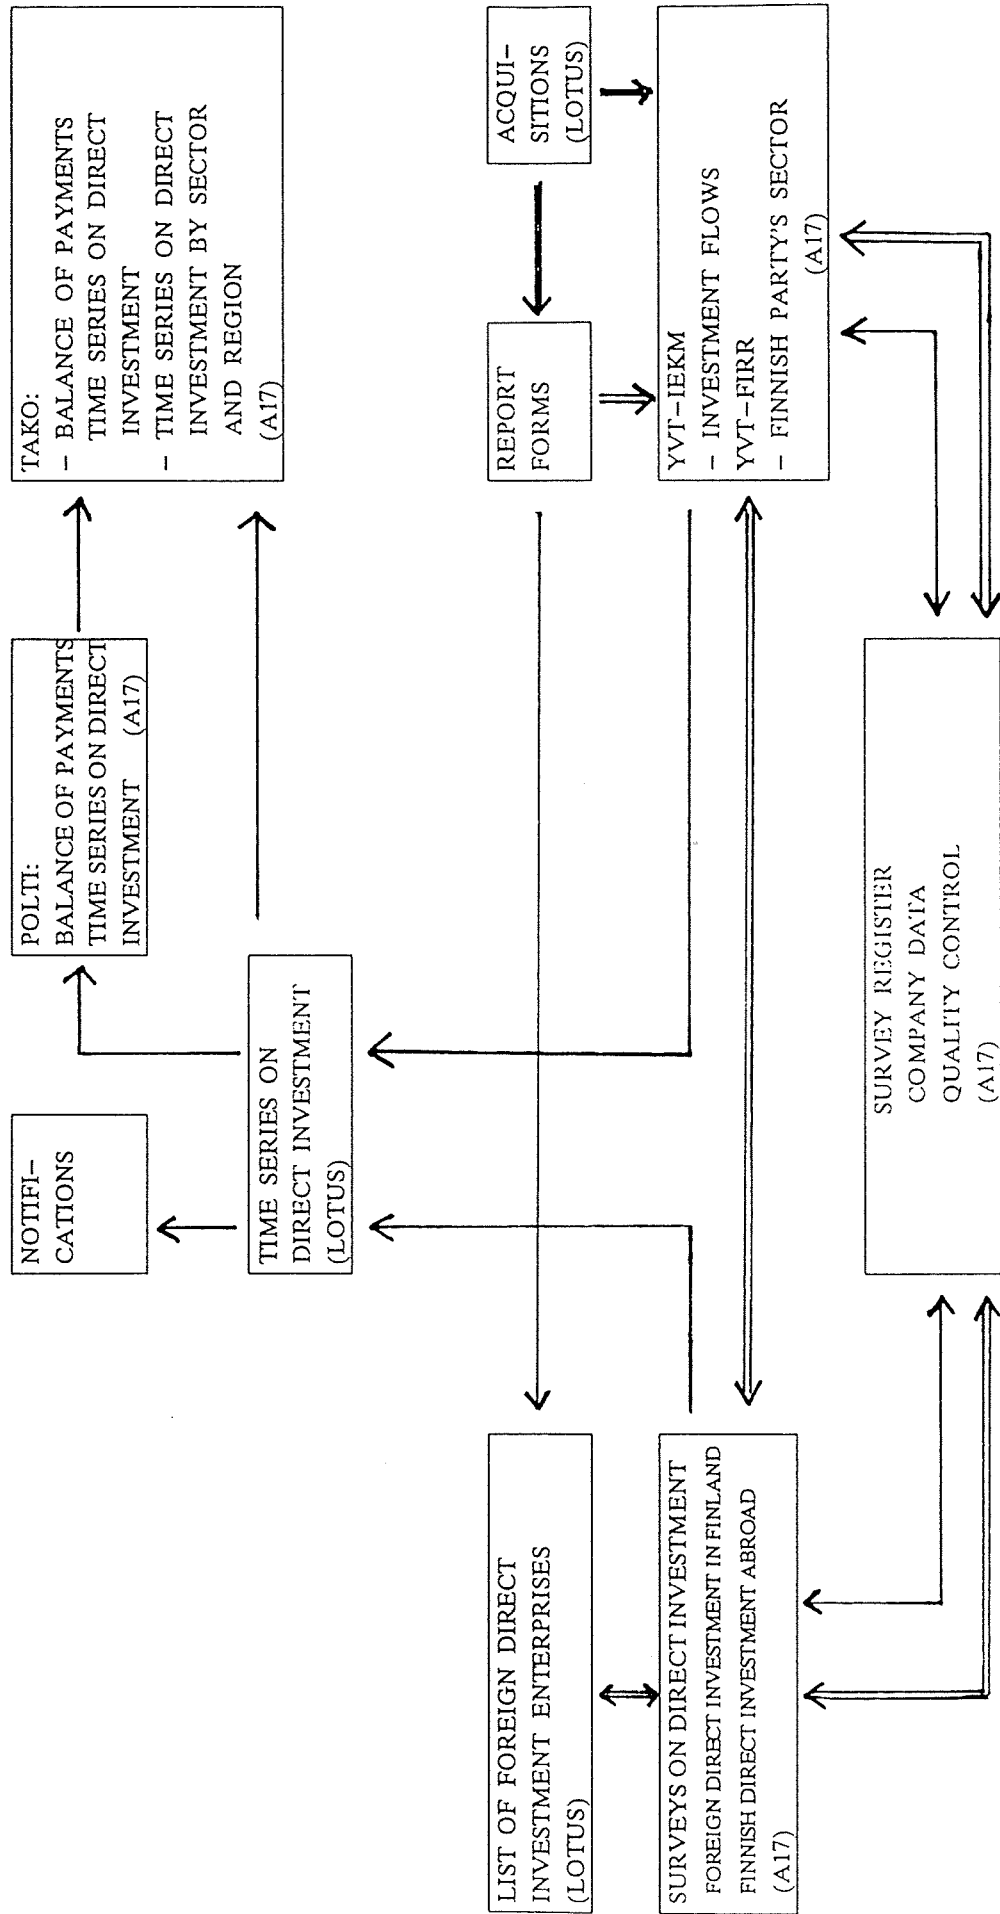 NOTIFI-
CATIONS
POLTI:
BALANCE OF PAYMENTS
TIME SERIES ON DIRECT
INVESTMENT (A17)
TAKO:
- BALANCE OF PAYMENTS
TIME SERIES ON DIRECT
INVESTMENT
- TIME SERIES ON DIRECT
INVESTMENT BY SECTOR
AND REGION
(A17)
TIME SERIES ON
DIRECT INVESTMENT
(LOTUS)
LIST OF FOREIGN DIRECT
INVESTMENT ENTERPRISES
(LOTUS)
REPORT
FORMS
ACQUI-
SITIONS
(LOTUS)
SURVEYS ON DIRECT INVESTMENT
FOREIGN DIRECT INVESTMENT IN FINLAND
FINNISH DIRECT INVESTMENT ABROAD
(A17)
YVT-IEKM
- INVESTMENT FLOWS
YVT-FIRR
- FINNISH PARTY'S SECTOR
(A17)
SURVEY REGISTER
COMPANY DATA
QUALITY CONTROL
(A17)